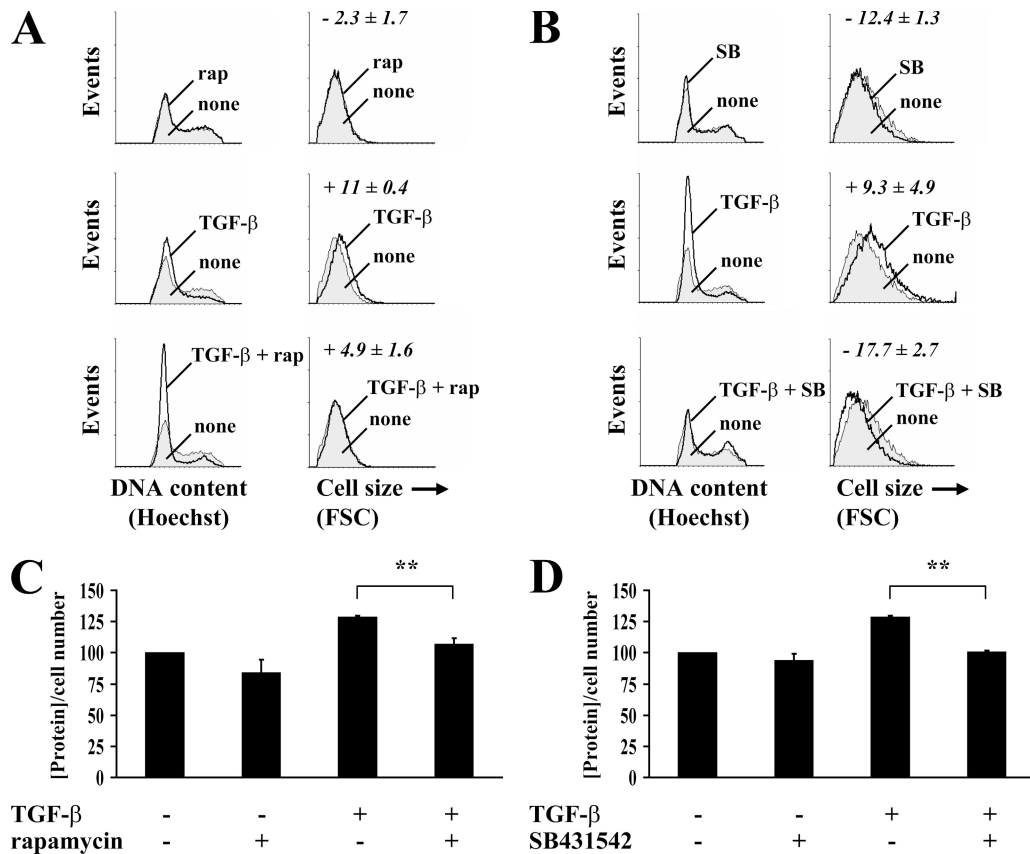 A
Events
rap
none
- 2.3 ± 1.7
rap
none
Events
TGF-β
none
+ 11 ± 0.4
TGF-β
none
Events
TGF-β + rap
none
+ 4.9 ± 1.6
TGF-β + rap
none
DNA content
(Hoechst)
Cell size
(FSC)
B
Events
SB
none
- 12.4 ± 1.3
SB
none
Events
TGF-β
none
+ 9.3 ± 4.9
TGF-β
none
Events
TGF-β + SB
none
- 17.7 ± 2.7
TGF-β + SB
none
DNA content
(Hoechst)
Cell size
(FSC)
C
[Protein]/cell number
150
125
100
75
50
25
0
**
TGF-β - - + +
rapamycin - + - +
D
[Protein]/cell number
150
125
100
75
50
25
0
**
TGF-β - - + +
SB431542 - + - +